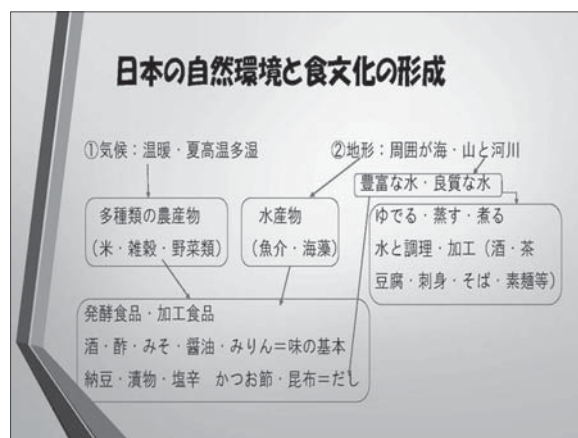 日本の自然環境と食文化の形成
①気候：温暖・夏高温多湿
②地形：周囲が海・山と河川
豊富な水・良質な水
多種類の農産物
（米・雑穀・野菜類）
水産物
（魚介・海藻）
ゆでる・蒸す・煮る
水と調理・加工（酒・茶
豆腐・刺身・そば・素麺等）
発酵食品・加工食品
酒・酢・みそ・醤油・みりん＝味の基本
納豆・漬物・塩辛　かつお節・昆布＝だし